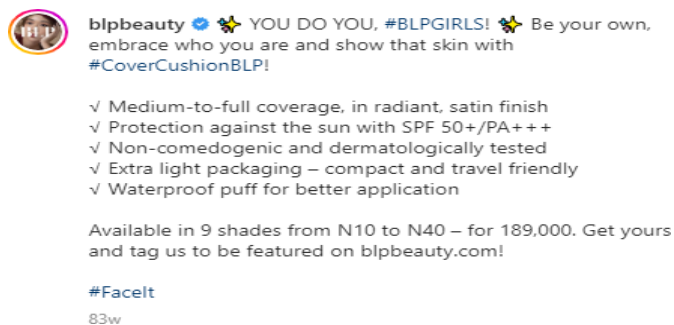 blpbeauty ✨ YOU DO YOU, #BLPGIRLS! ✨ Be your own,
embrace who you are and show that skin with
#CoverCushionBLP!
√ Medium-to-full coverage, in radiant, satin finish
√ Protection against the sun with SPF 50+/PA+++
√ Non-comedogenic and dermatologically tested
√ Extra light packaging – compact and travel friendly
√ Waterproof puff for better application
Available in 9 shades from N10 to N40 – for 189,000. Get yours
and tag us to be featured on blpbeauty.com!
#FaceIt
83w
BLP